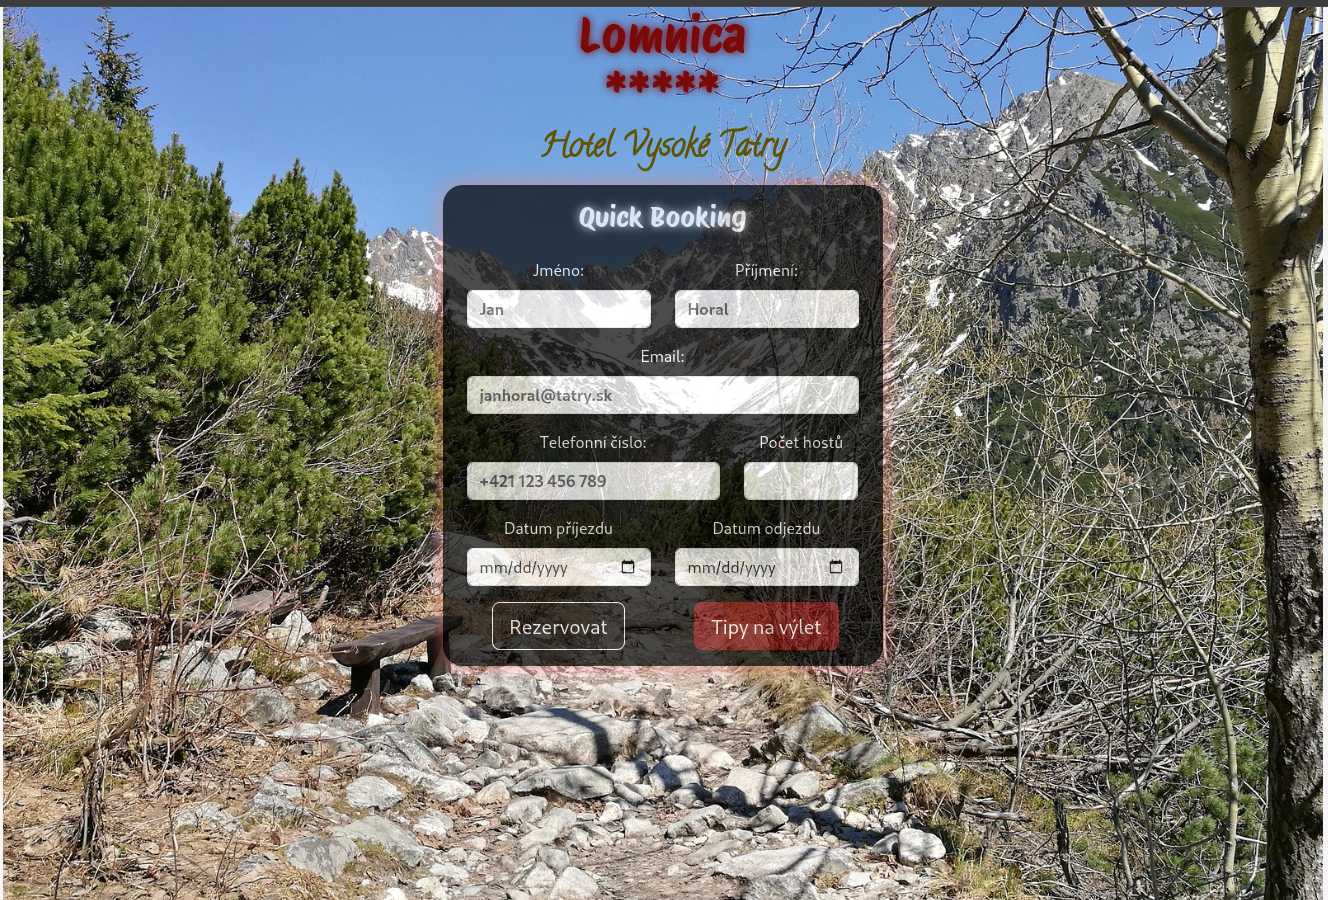 Lomnica
*****
Hotel Vysoké Tatry
Quick Booking
Jméno: Příjmení:
Jan Horal
Email:
janhoral@tatry.sk
Telefonní číslo: Počet hostů
+421 123 456 789
Datum příjezdu Datum odjezdu
mm/dd/yyyy mm/dd/yyyy
Rezervovat Tipy na výlet